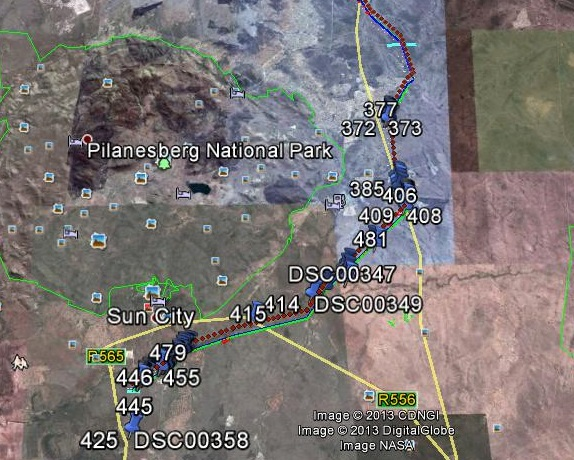 377
372 373
Pilanesberg National Park
385 406
409 408
481
DSC00347
414 DSC00349
415
Sun City
R565
479
446 455
R556
445
Image © 2013 CDNGI
Image © 2013 DigitalGlobe
Image NASA
425 DSC00358